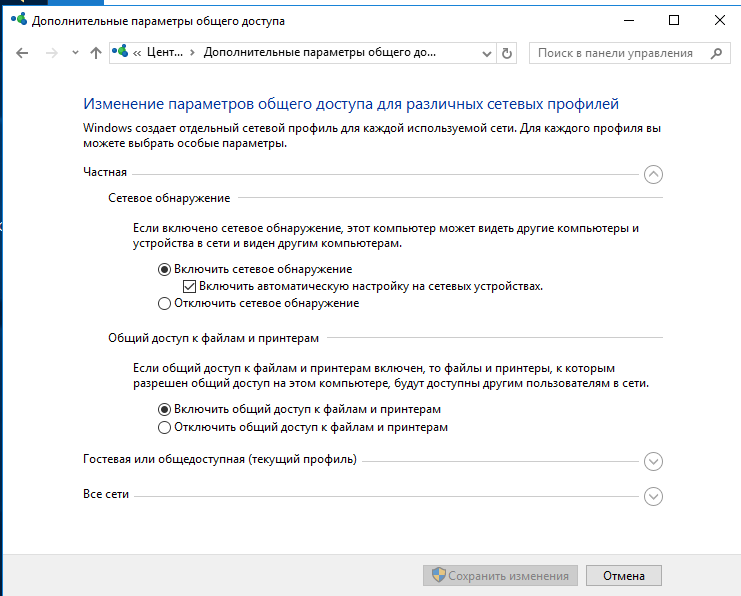 Дополнительные параметры общего доступа
« Цент... > Дополнительные параметры общего до...
Поиск в панели управления
Изменение параметров общего доступа для различных сетевых профилей
Windows создает отдельный сетевой профиль для каждой используемой сети. Для каждого профиля вы
можете выбрать особые параметры.
Частная
Сетевое обнаружение
Если включено сетевое обнаружение, этот компьютер может видеть другие компьютеры и
устройства в сети и виден другим компьютерам.
Включить сетевое обнаружение
Включить автоматическую настройку на сетевых устройствах.
Отключить сетевое обнаружение
Общий доступ к файлам и принтерам
Если общий доступ к файлам и принтерам включен, то файлы и принтеры, к которым
разрешен общий доступ на этом компьютере, будут доступны другим пользователям в сети.
Включить общий доступ к файлам и принтерам
Отключить общий доступ к файлам и принтерам
Гостевая или общедоступная (текущий профиль)
Все сети
Сохранить изменения
Отмена